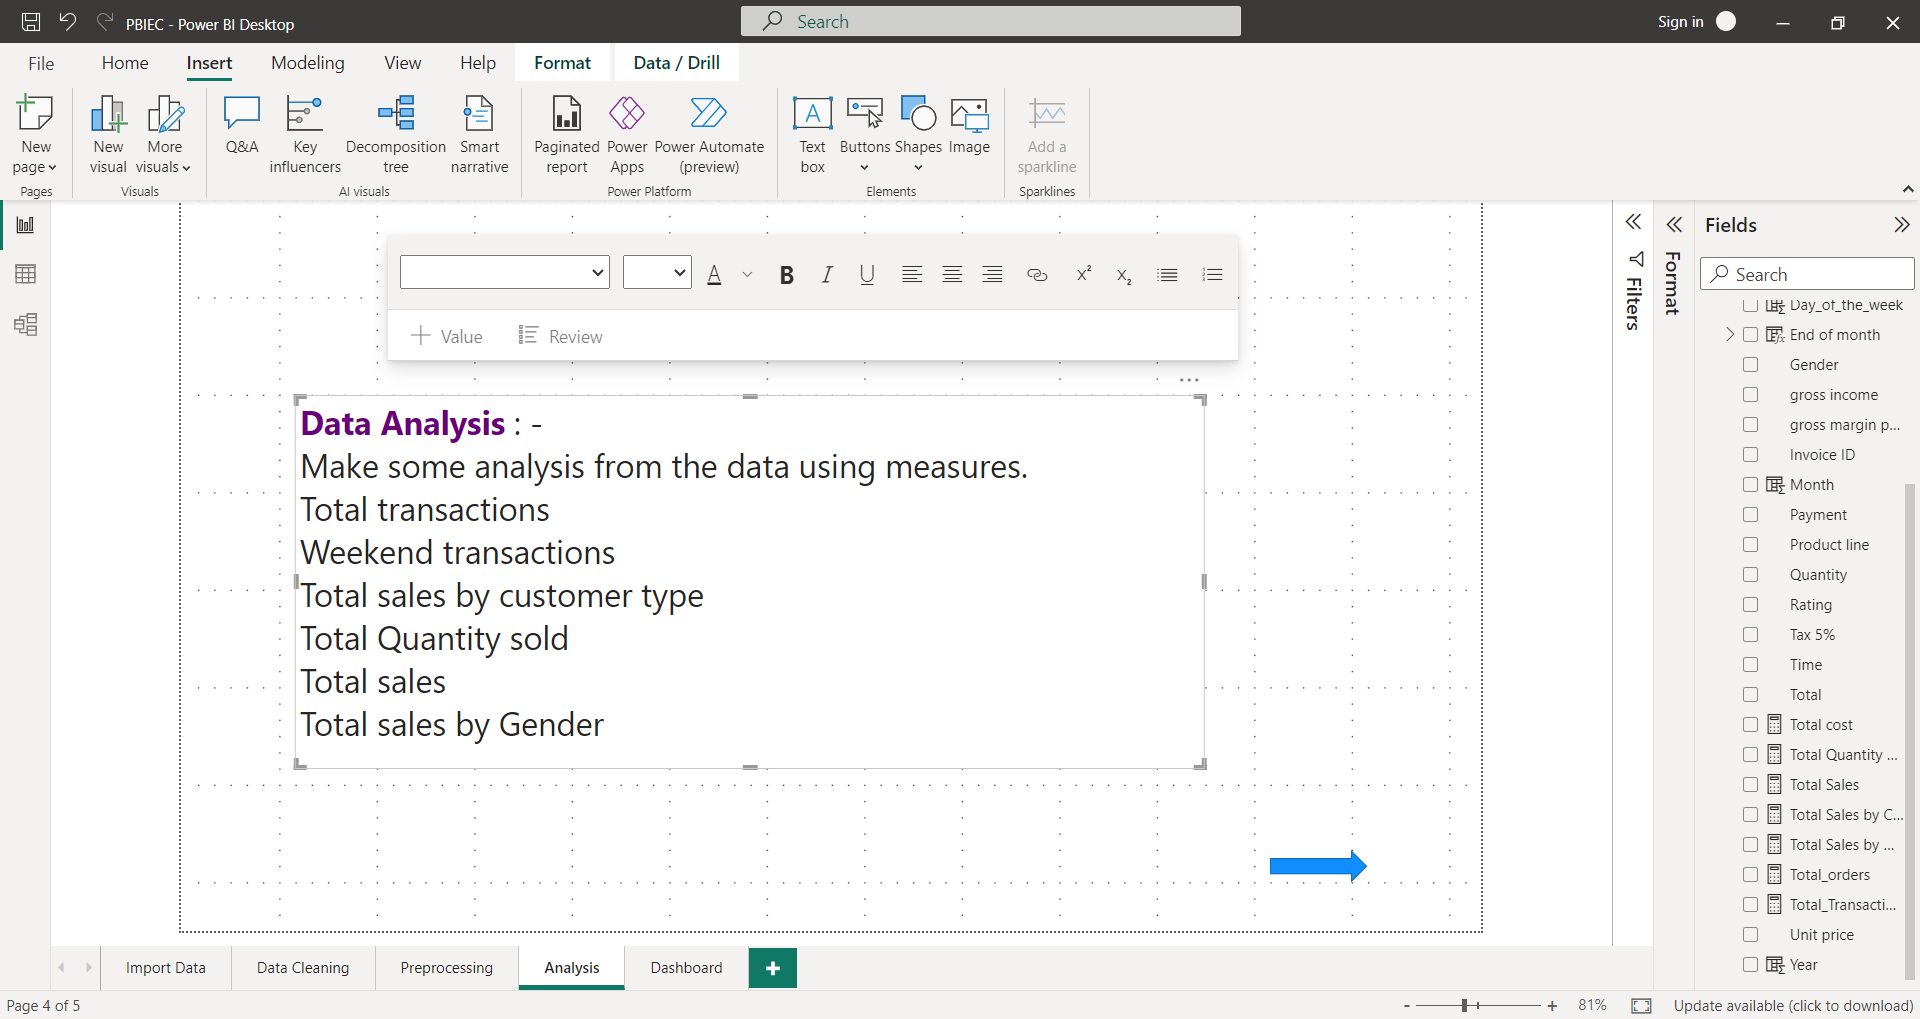 PBIEC - Power BI Desktop
Search
Sign in
File Home Insert Modeling View Help Format Data / Drill
New page
New visual
More visuals
Q&A
Key influencers
Decomposition tree
Smart narrative
Paginated report
Power Apps
Power Automate (preview)
Text box
Buttons
Shapes
Image
Add a sparkline
Pages
Visuals
AI visuals
Power Platform
Elements
Sparklines
A B I U x² x₂
Value Review
Data Analysis : -
Make some analysis from the data using measures.
Total transactions
Weekend transactions
Total sales by customer type
Total Quantity sold
Total sales
Total sales by Gender
Filters
Format
Fields
Search
Day_of_the_week
End of month
Gender
gross income
gross margin p...
Invoice ID
Month
Payment
Product line
Quantity
Rating
Tax 5%
Time
Total
Total cost
Total Quantity ...
Total Sales
Total Sales by C...
Total Sales by ...
Total_orders
Total_Transacti...
Unit price
Year
Import Data Data Cleaning Preprocessing Analysis Dashboard +
Page 4 of 5
- + 81%
Update available (click to download)